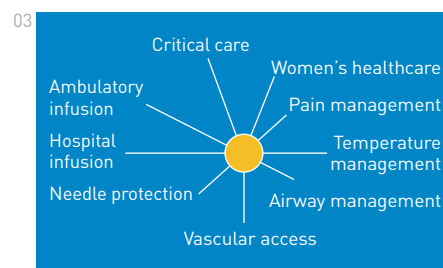 03
Critical care
Women's healthcare
Ambulatory
infusion
Pain management
Hospital
infusion
Temperature
management
Needle protection
Airway management
Vascular access